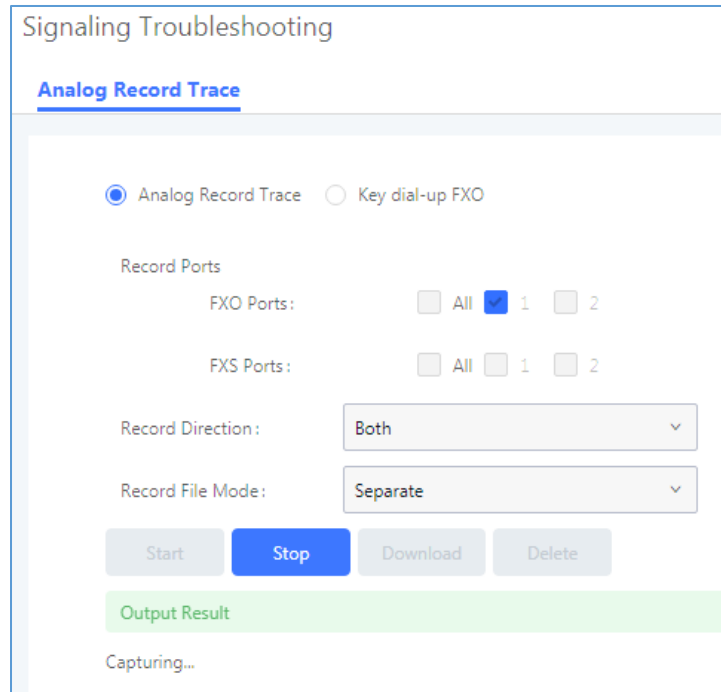 Signaling Troubleshooting
Analog Record Trace
Analog Record Trace Key dial-up FXO
Record Ports
FXO Ports: All 1 2
FXS Ports: All 1 2
Record Direction: Both
Record File Mode: Separate
Start Stop Download Delete
Output Result
Capturing...